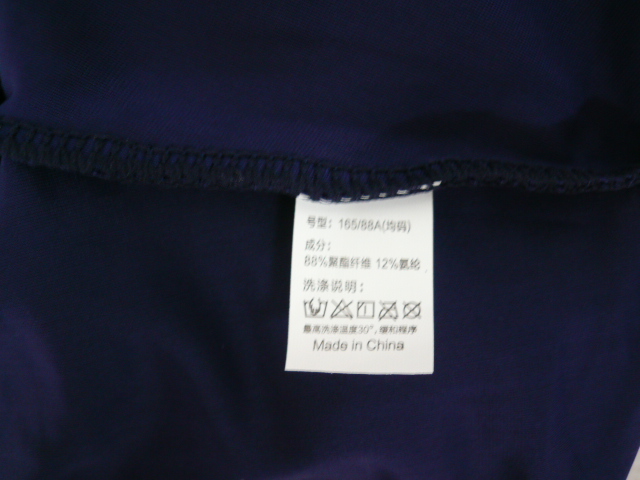 号型：165/88A(均码)
成分：
88%聚酯纤维 12%氨纶
洗涤说明：
最高洗涤温度30°，缓和程序
Made in China